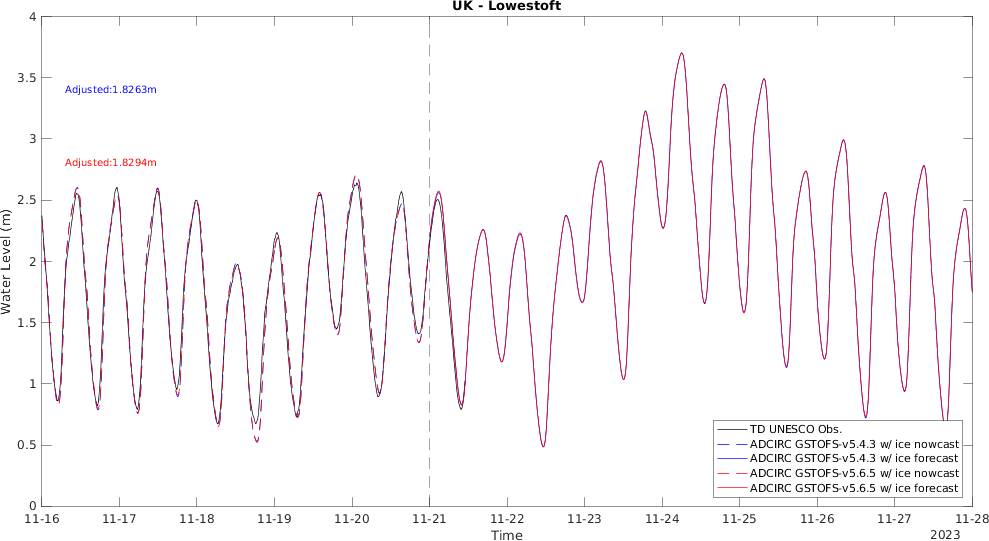 UK - Lowestoft
4
3.5
3
2.5
2
1.5
1
0.5
0
Water Level (m)
Adjusted:1.8263m
Adjusted:1.8294m
TD UNESCO Obs.
ADCIRC GSTOFS-v5.4.3 w/ ice nowcast
ADCIRC GSTOFS-v5.4.3 w/ ice forecast
ADCIRC GSTOFS-v5.6.5 w/ ice nowcast
ADCIRC GSTOFS-v5.6.5 w/ ice forecast
11-16 11-17 11-18 11-19 11-20 11-21 11-22 11-23 11-24 11-25 11-26 11-27 11-28
Time
2023